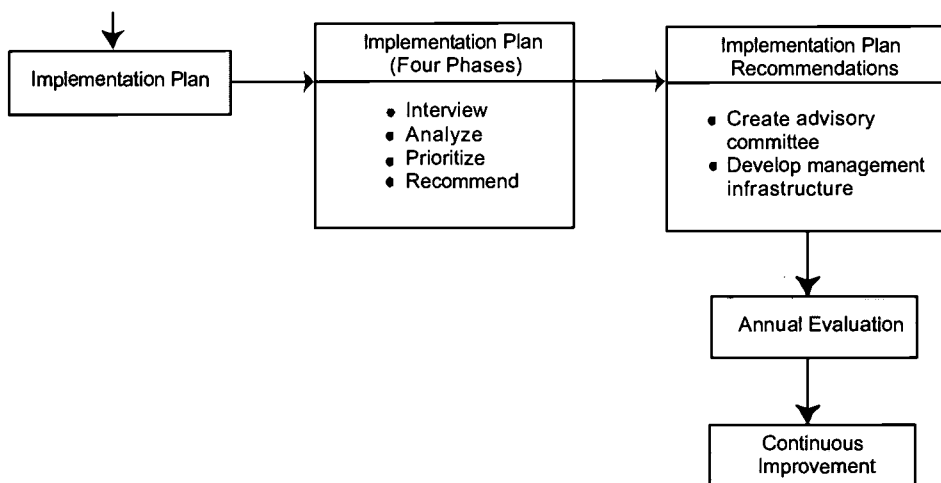 Implementation Plan
Implementation Plan
(Four Phases)
• Interview
• Analyze
• Prioritize
• Recommend
Implementation Plan
Recommendations
• Create advisory
committee
• Develop management
infrastructure
Annual Evaluation
Continuous
Improvement